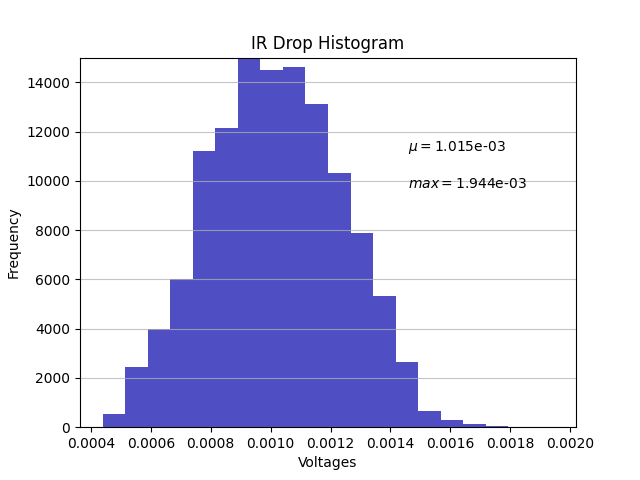 IR Drop Histogram
14000
12000
10000
8000
6000
4000
2000
0
Frequency
μ = 1.015e-03
max = 1.944e-03
0.0004 0.0006 0.0008 0.0010 0.0012 0.0014 0.0016 0.0018 0.0020
Voltages